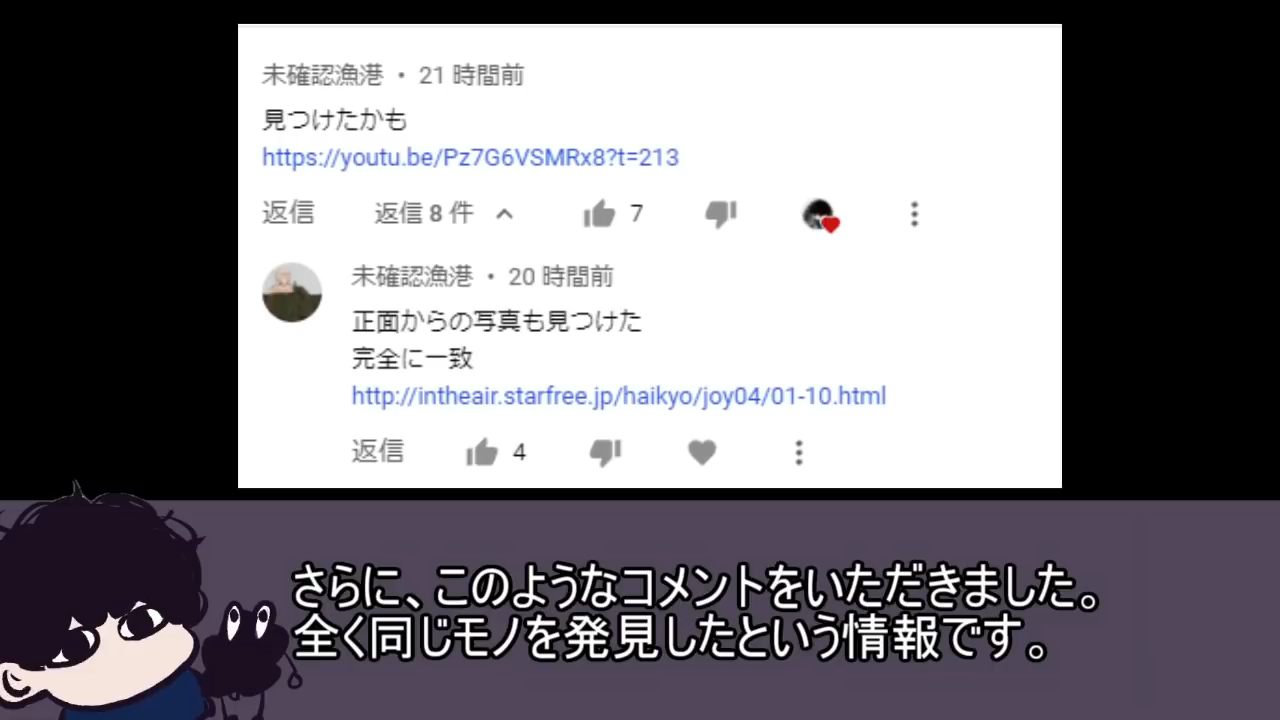 未確認漁港 • 21 時間前
見つけたかも
https://youtu.be/Pz7G6VSMRx8?t=213
返信 返信 8 件 7
未確認漁港 • 20 時間前
正面からの写真も見つけた
完全に一致
http://intheair.starfree.jp/haikyo/joy04/01-10.html
返信 4
さらに、このようなコメントをいただきました。
全く同じモノを発見したという情報です。